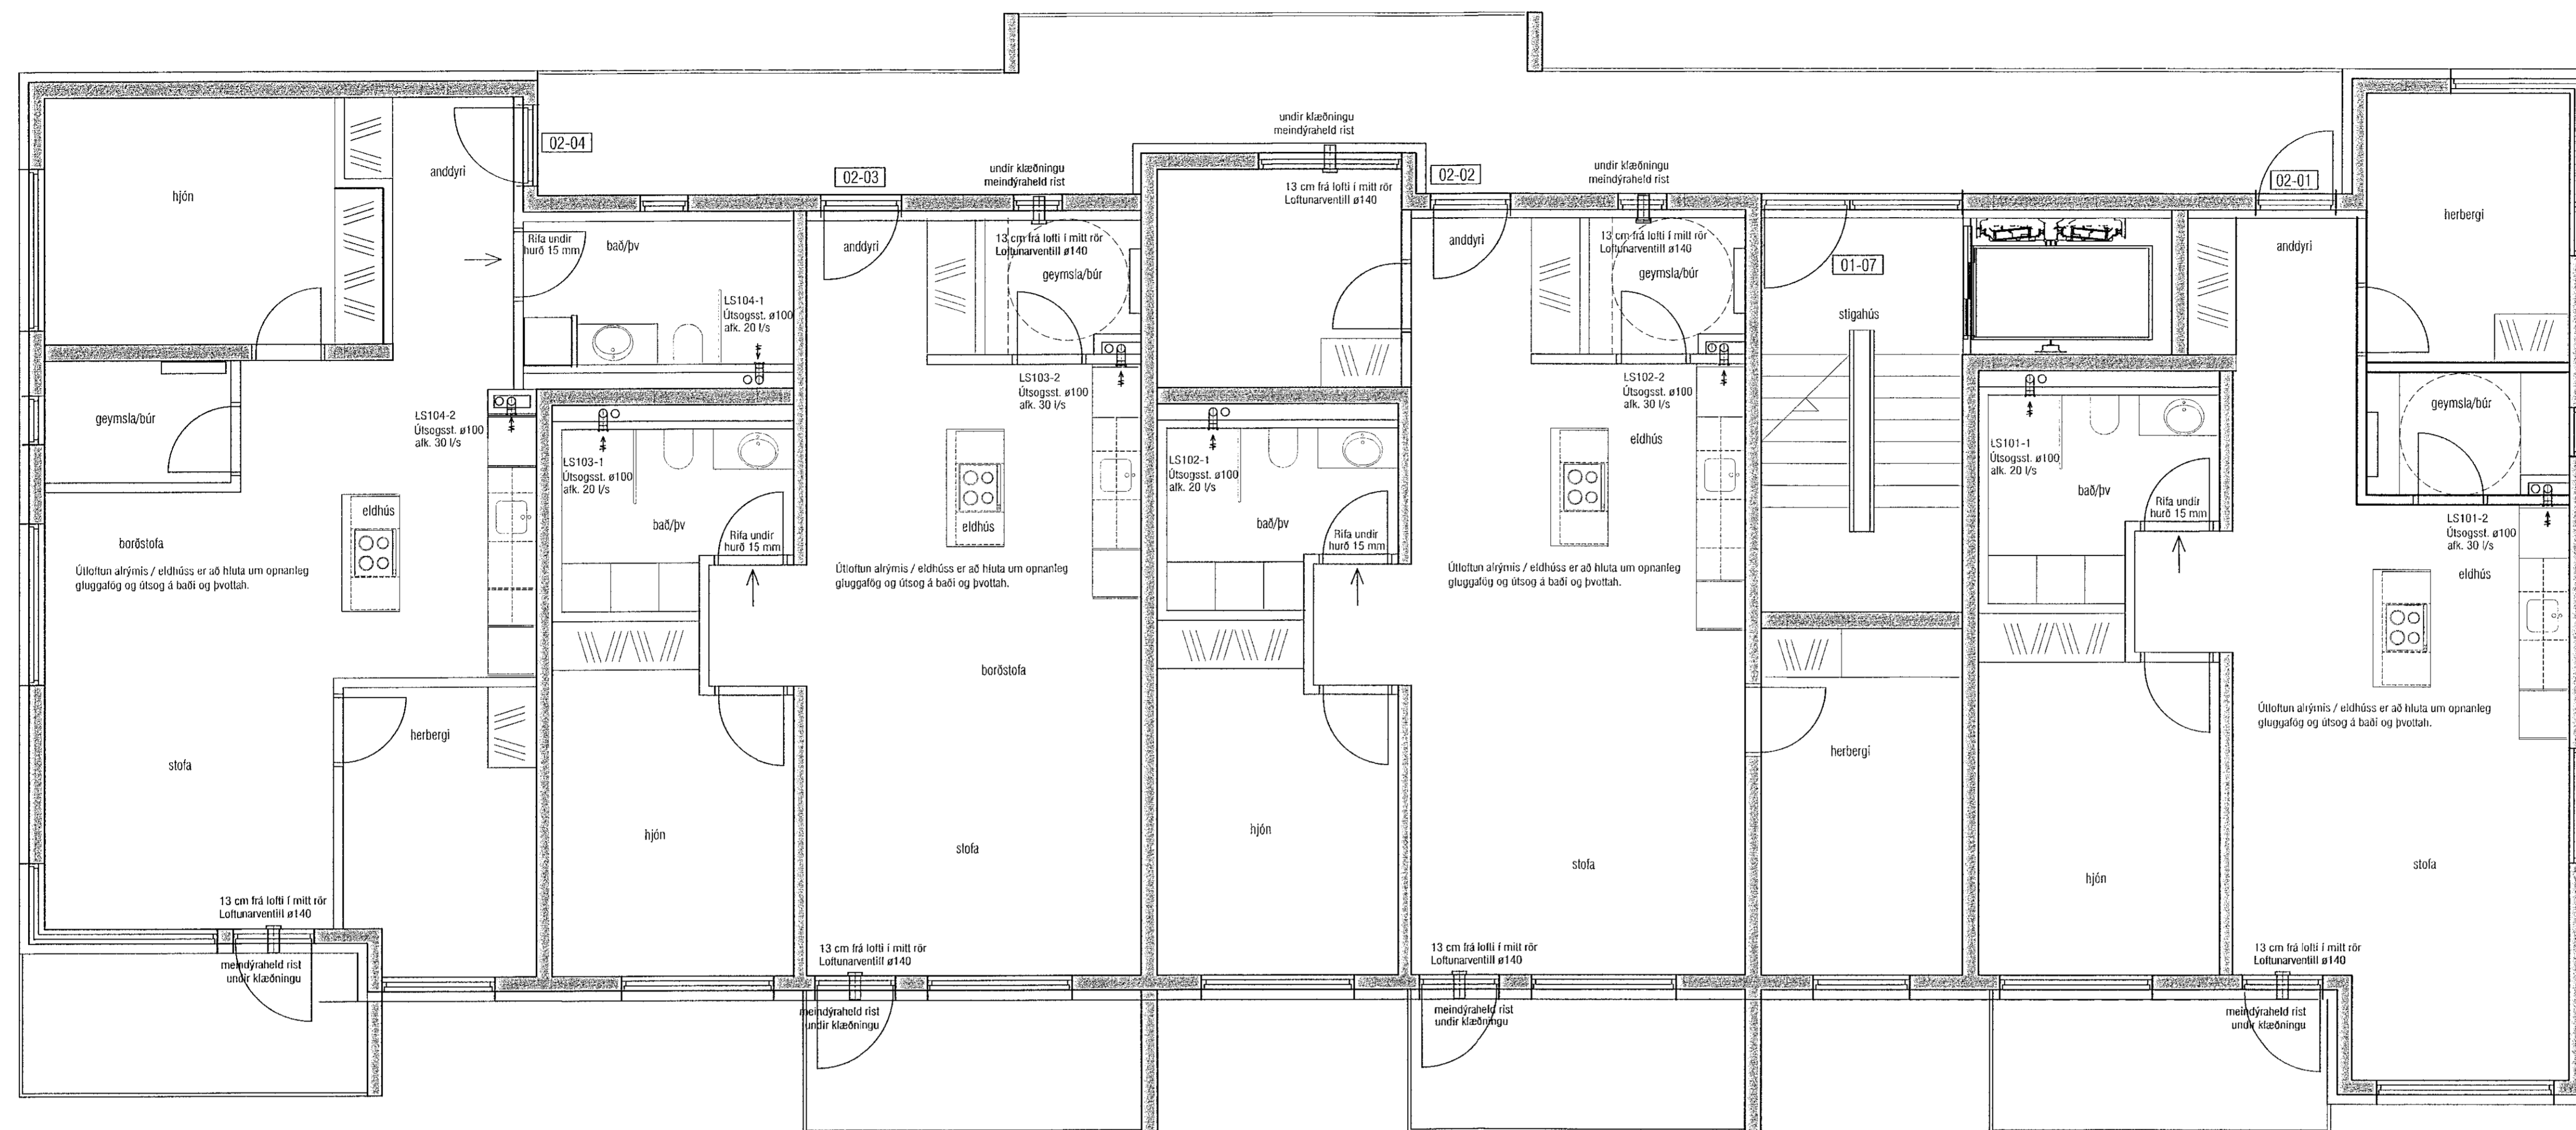 undir klæðningu
meindýraheld rist
02-04
hjón
anddyri
02-03
undir klæðningu
meindýraheld rist
13 cm frá lofti í mitt rör
Loftunarventill ø140
02-02
undir klæðningu
meindýraheld rist
02-01
herbergi
Rifa undir
hurð 15 mm
bað/þv
anddyri
13 cm frá lofti í mitt rör
Loftunarventill ø140
geymsla/búr
anddyri
13 cm frá lofti í mitt rör
Loftunarventill ø140
geymsla/búr
01-07
anddyri
LS104-1
Útsogsst. ø100
afk. 20 l/s
stigahús
LS103-2
Útsogsst. ø100
afk. 30 l/s
LS102-2
Útsogsst. ø100
afk. 30 l/s
geymsla/búr
LS104-2
Útsogsst. ø100
afk. 30 l/s
geymsla/búr
eldhús
LS103-1
Útsogsst. ø100
afk. 20 l/s
LS102-1
Útsogsst. ø100
afk. 20 l/s
LS101-1
Útsogsst. ø100
afk. 20 l/s
bað/þv
eldhús
borðstofa
bað/þv
Rifa undir
hurð 15 mm
eldhús
bað/þv
Rifa undir
hurð 15 mm
Rifa undir
hurð 15 mm
LS101-2
Útsogsst. ø100
afk. 30 l/s
eldhús
Útloftun alrýmis / eldhúss er að hluta um opnanleg
gluggafög og útsog á baði og þvottah.
Útloftun alrýmis / eldhúss er að hluta um opnanleg
gluggafög og útsog á baði og þvottah.
Útloftun alrýmis / eldhúss er að hluta um opnanleg
gluggafög og útsog á baði og þvottah.
borðstofa
Útloftun alrýmis / eldhúss er að hluta um opnanleg
gluggafög og útsog á baði og þvottah.
stofa
herbergi
herbergi
hjón
stofa
hjón
stofa
hjón
stofa
13 cm frá lofti í mitt rör
Loftunarventill ø140
meindýraheld rist
undir klæðningu
13 cm frá lofti í mitt rör
Loftunarventill ø140
meindýraheld rist
undir klæðningu
13 cm frá lofti í mitt rör
Loftunarventill ø140
meindýraheld rist
undir klæðningu
13 cm frá lofti í mitt rör
Loftunarventill ø140
meindýraheld rist
undir klæðningu